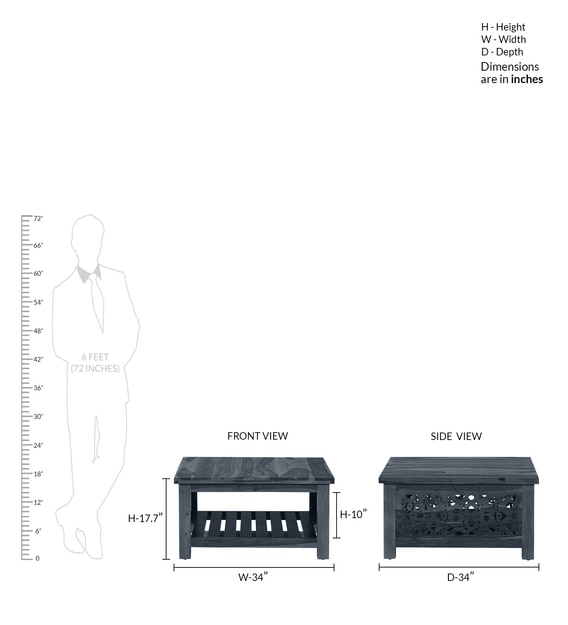 H - Height
W - Width
D - Depth
Dimensions
are in inches
72"
66"
60"
54"
48"
42"
36"
30"
24"
18"
12"
6"
0
6 FEET
(72 INCHES)
FRONT VIEW
SIDE VIEW
H-17.7"
H-10"
W-34"
D-34"